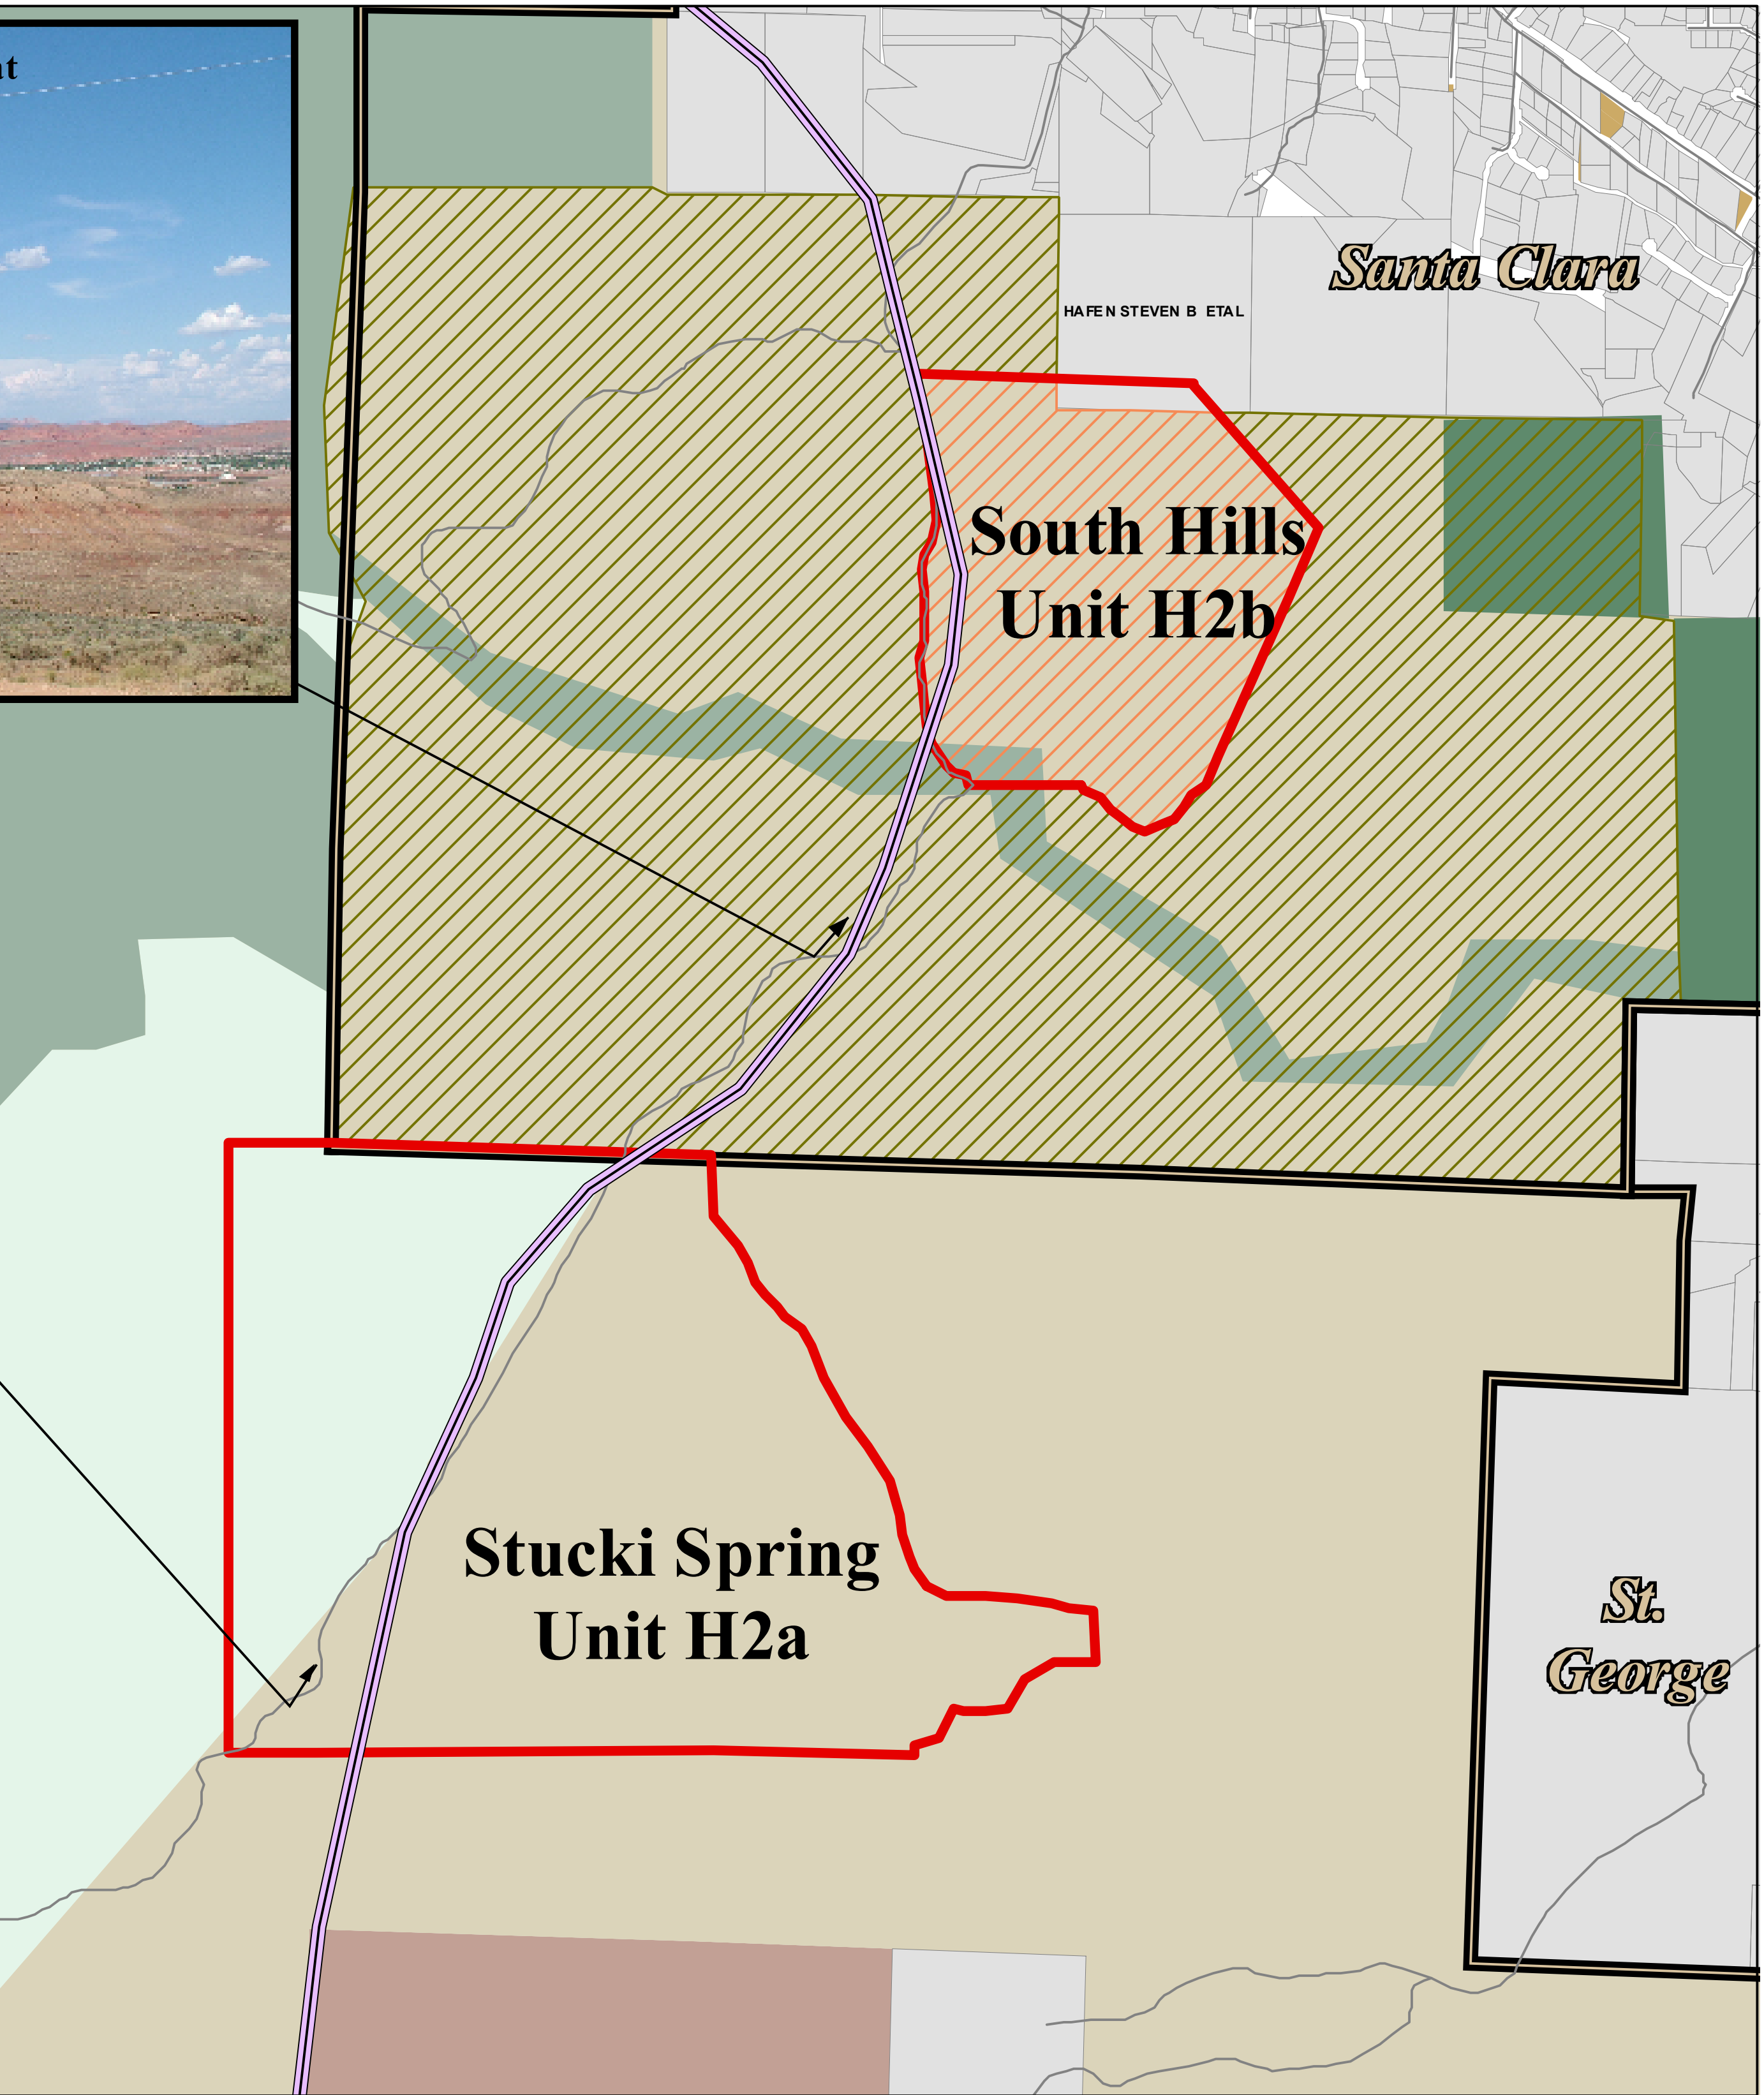 Santa Clara
HAFEN STEVEN B ETAL
South Hills
Unit H2b
Stucki Spring
Unit H2a
St.
George